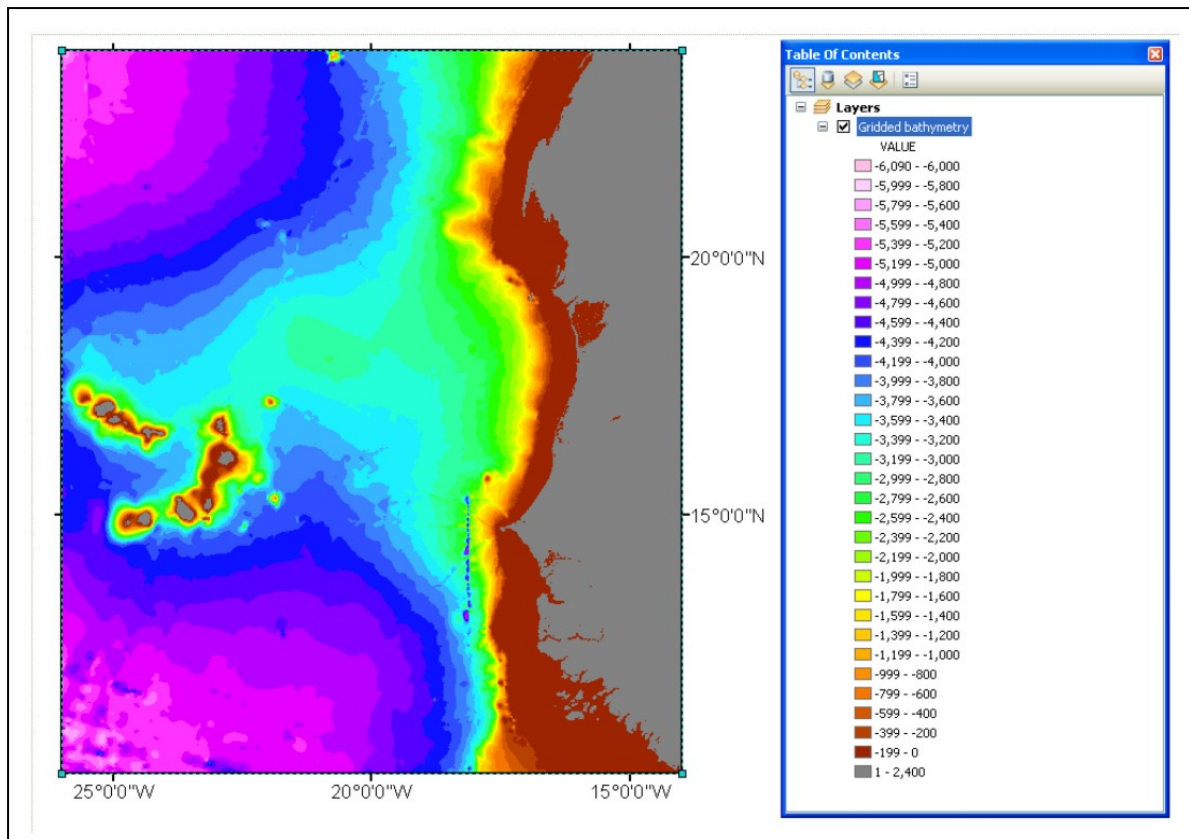 20°0'0"N
15°0'0"N
25°0'0"W 20°0'0"W 15°0'0"W
Table Of Contents
Layers
Gridded bathymetry
VALUE
-6,090 - -6,000
-5,999 - -5,800
-5,799 - -5,600
-5,599 - -5,400
-5,399 - -5,200
-5,199 - -5,000
-4,999 - -4,800
-4,799 - -4,600
-4,599 - -4,400
-4,399 - -4,200
-4,199 - -4,000
-3,999 - -3,800
-3,799 - -3,600
-3,599 - -3,400
-3,399 - -3,200
-3,199 - -3,000
-2,999 - -2,800
-2,799 - -2,600
-2,599 - -2,400
-2,399 - -2,200
-2,199 - -2,000
-1,999 - -1,800
-1,799 - -1,600
-1,599 - -1,400
-1,399 - -1,200
-1,199 - -1,000
-999 - -800
-799 - -600
-599 - -400
-399 - -200
-199 - 0
1 - 2,400